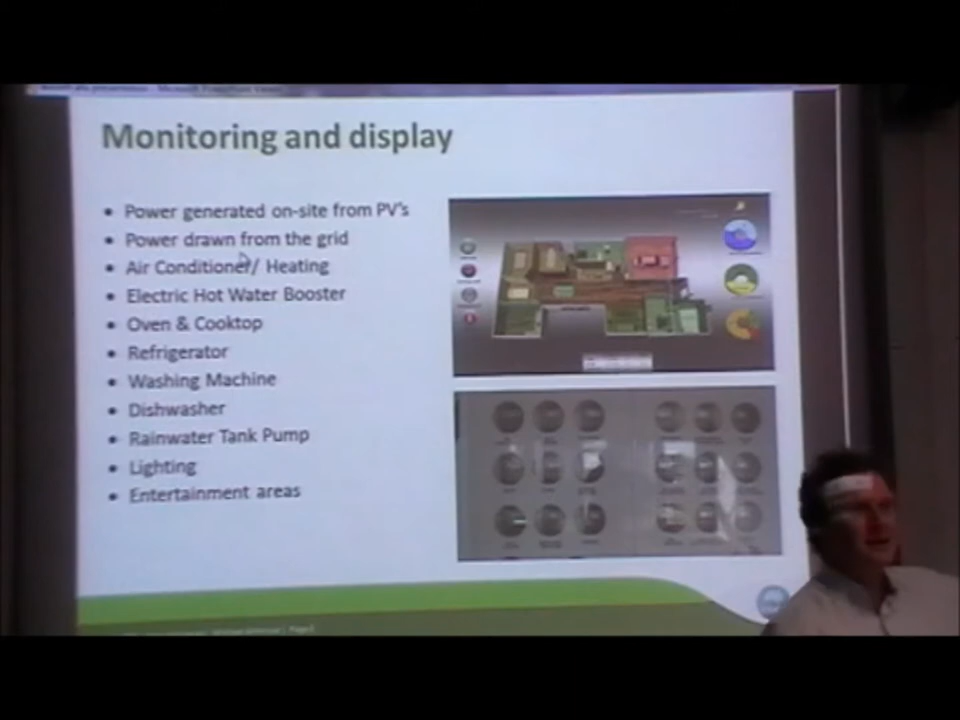 Monitoring and display
• Power generated on-site from PV's
• Power drawn from the grid
• Air Conditioner/ Heating
• Electric Hot Water Booster
• Oven & Cooktop
• Refrigerator
• Washing Machine
• Dishwasher
• Rainwater Tank Pump
• Lighting
• Entertainment areas